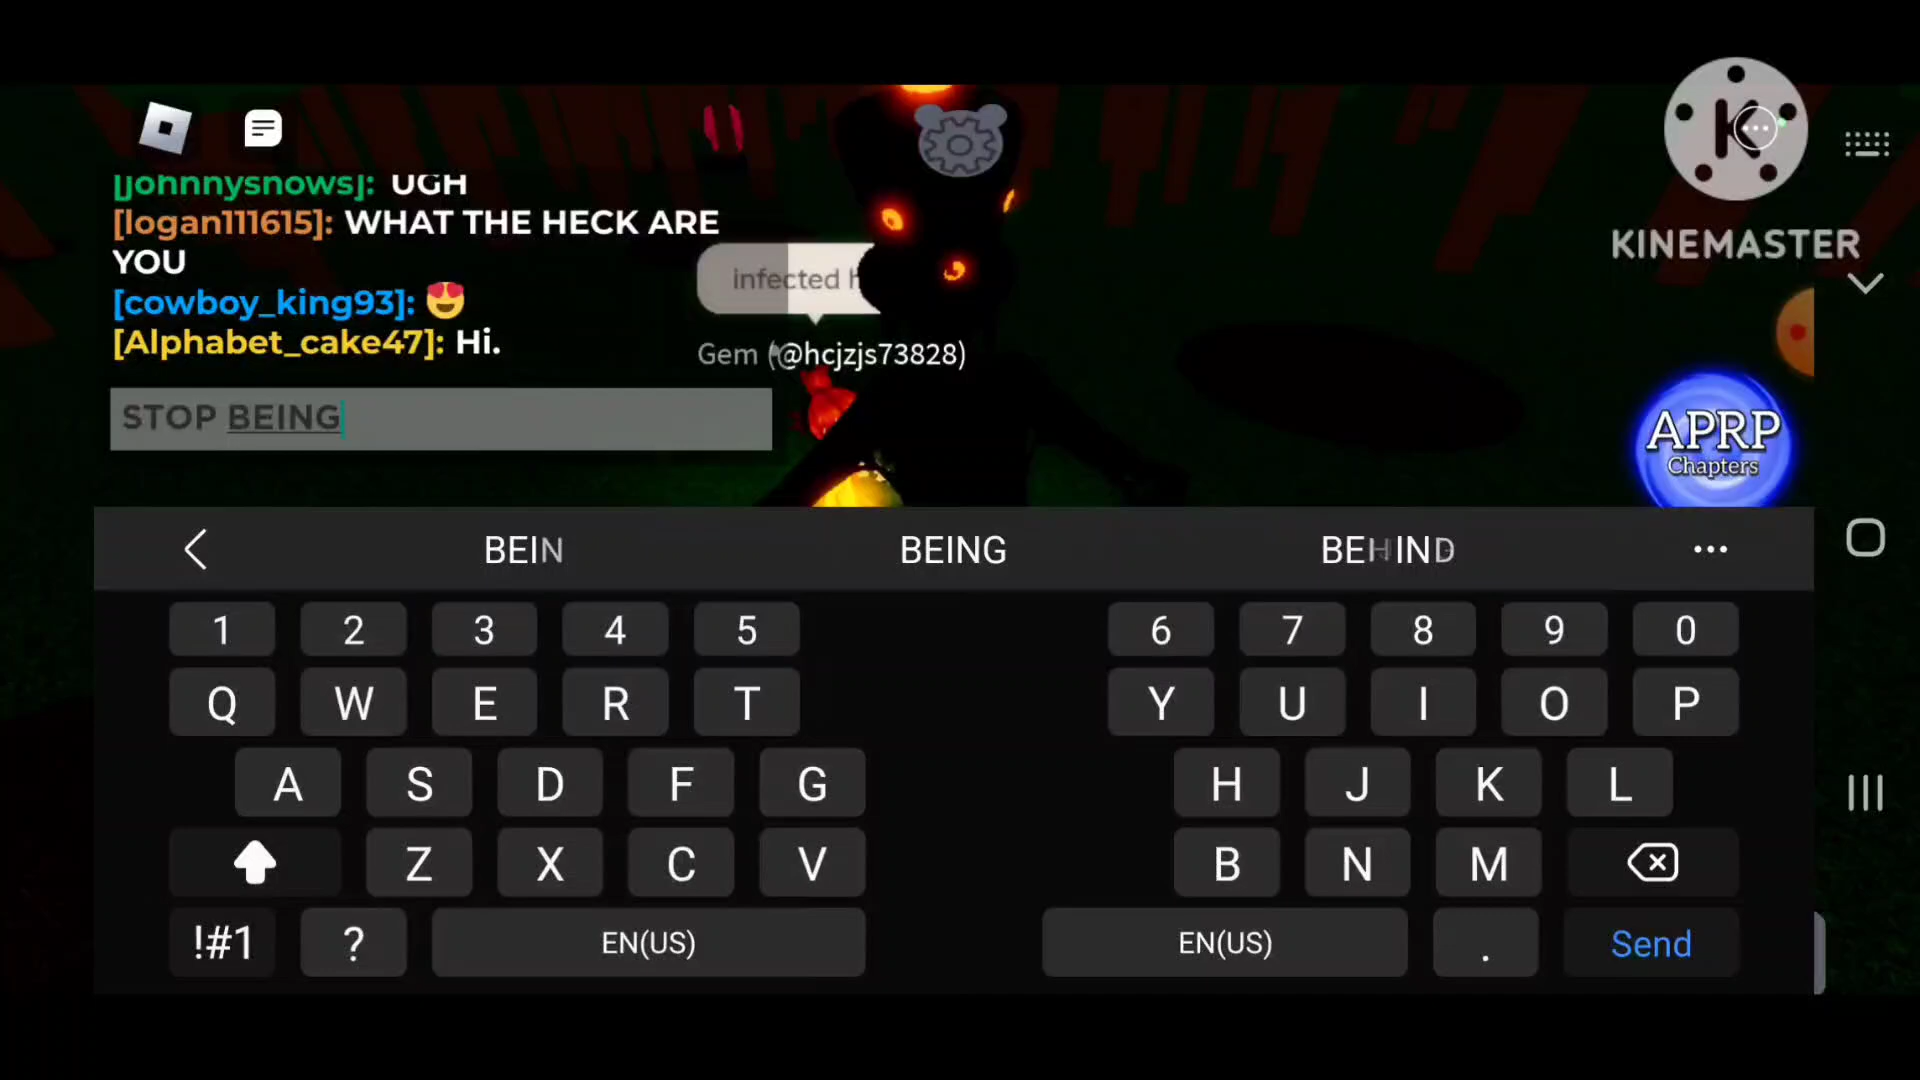 [johnnysnows]: UGH
[logan111615]: WHAT THE HECK ARE
YOU
[cowboy_king93]: 😍
[Alphabet_cake47]: Hi.
infected
Gem (@hcjzjs73828)
STOP BEING
KINEMASTER
APRP
Chapters
BEIN BEING BEHIND
1 2 3 4 5 6 7 8 9 0
Q W E R T Y U I O P
A S D F G H J K L
Z X C V B N M
!#1 ? EN(US) EN(US) . Send